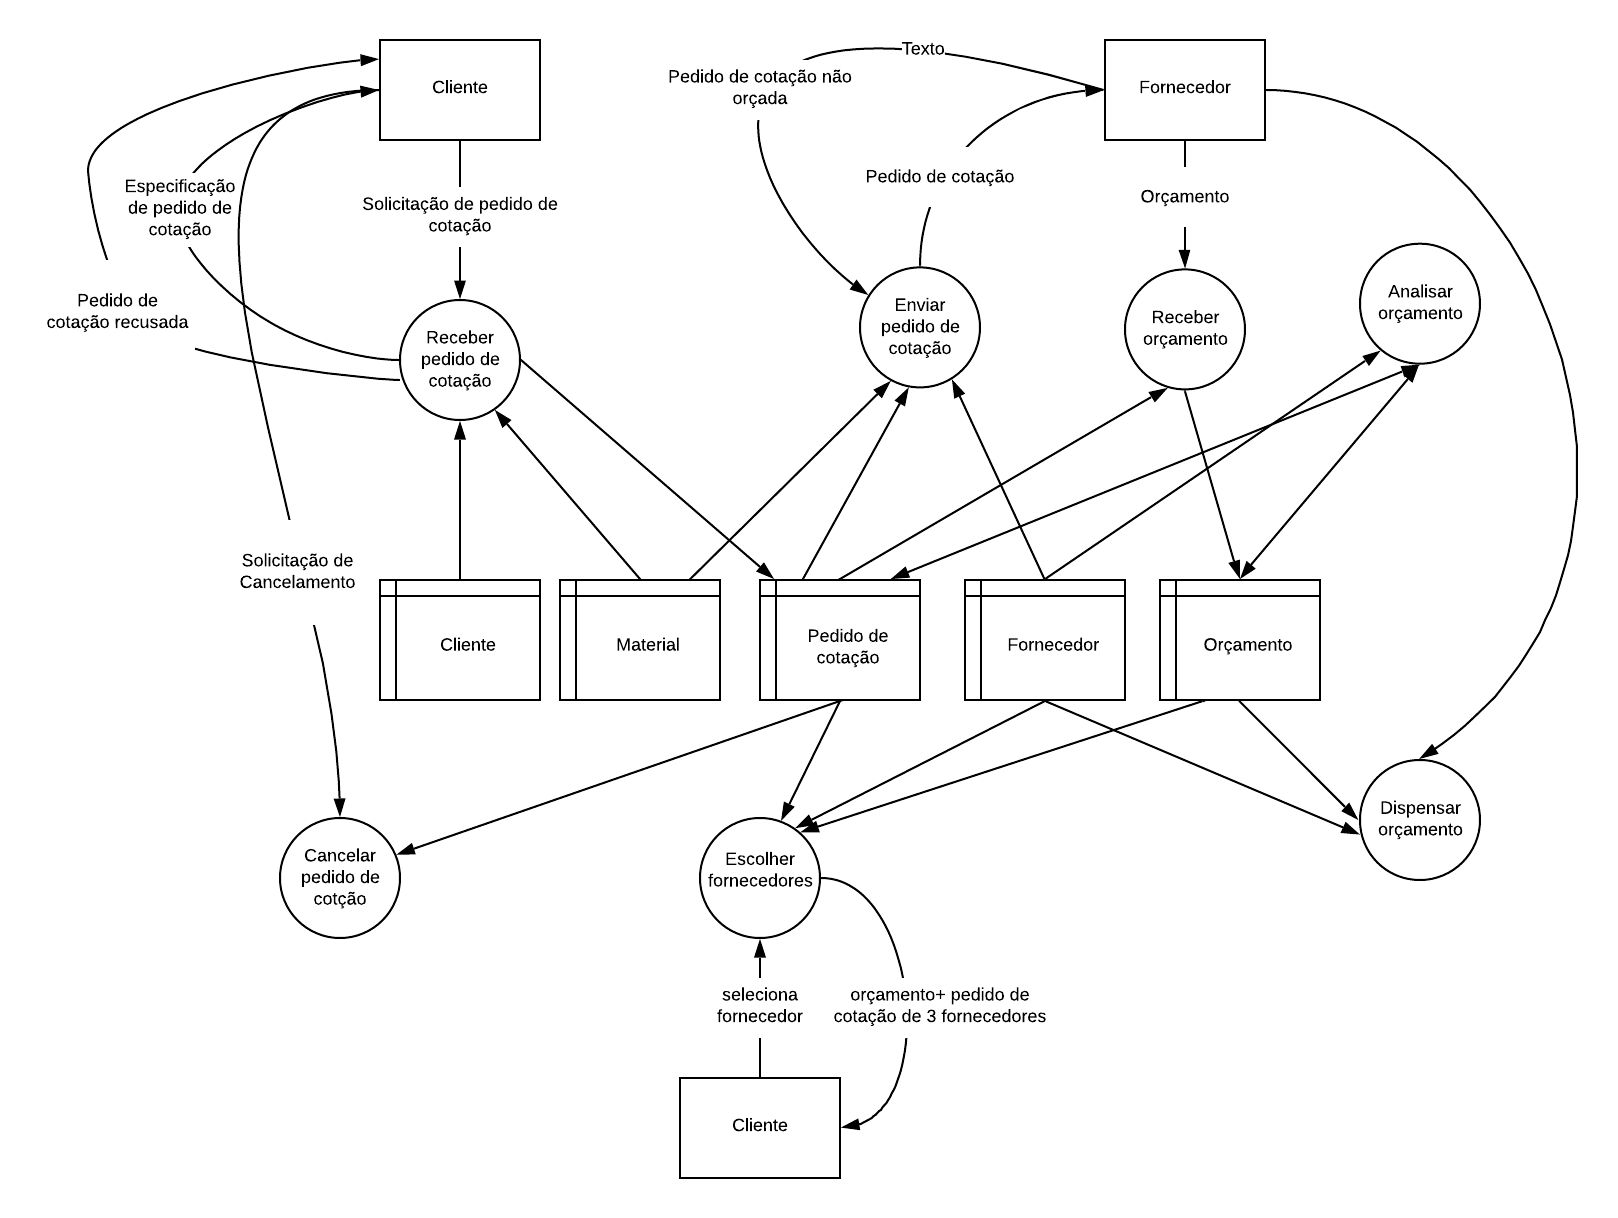 Cliente
Texto
Fornecedor
Pedido de cotação não
orçada
Pedido de cotação
Especificação
de pedido de
cotação
Solicitação de pedido de
cotação
Orçamento
Pedido de
cotação recusada
Receber
pedido de
cotação
Enviar
pedido de
cotação
Receber
orçamento
Analisar
orçamento
Solicitação de
Cancelamento
Cliente
Material
Pedido de
cotação
Fornecedor
Orçamento
Cancelar
pedido de
cotção
Escolher
fornecedores
Dispensar
orçamento
seleciona
fornecedor
orçamento+ pedido de
cotação de 3 fornecedores
Cliente